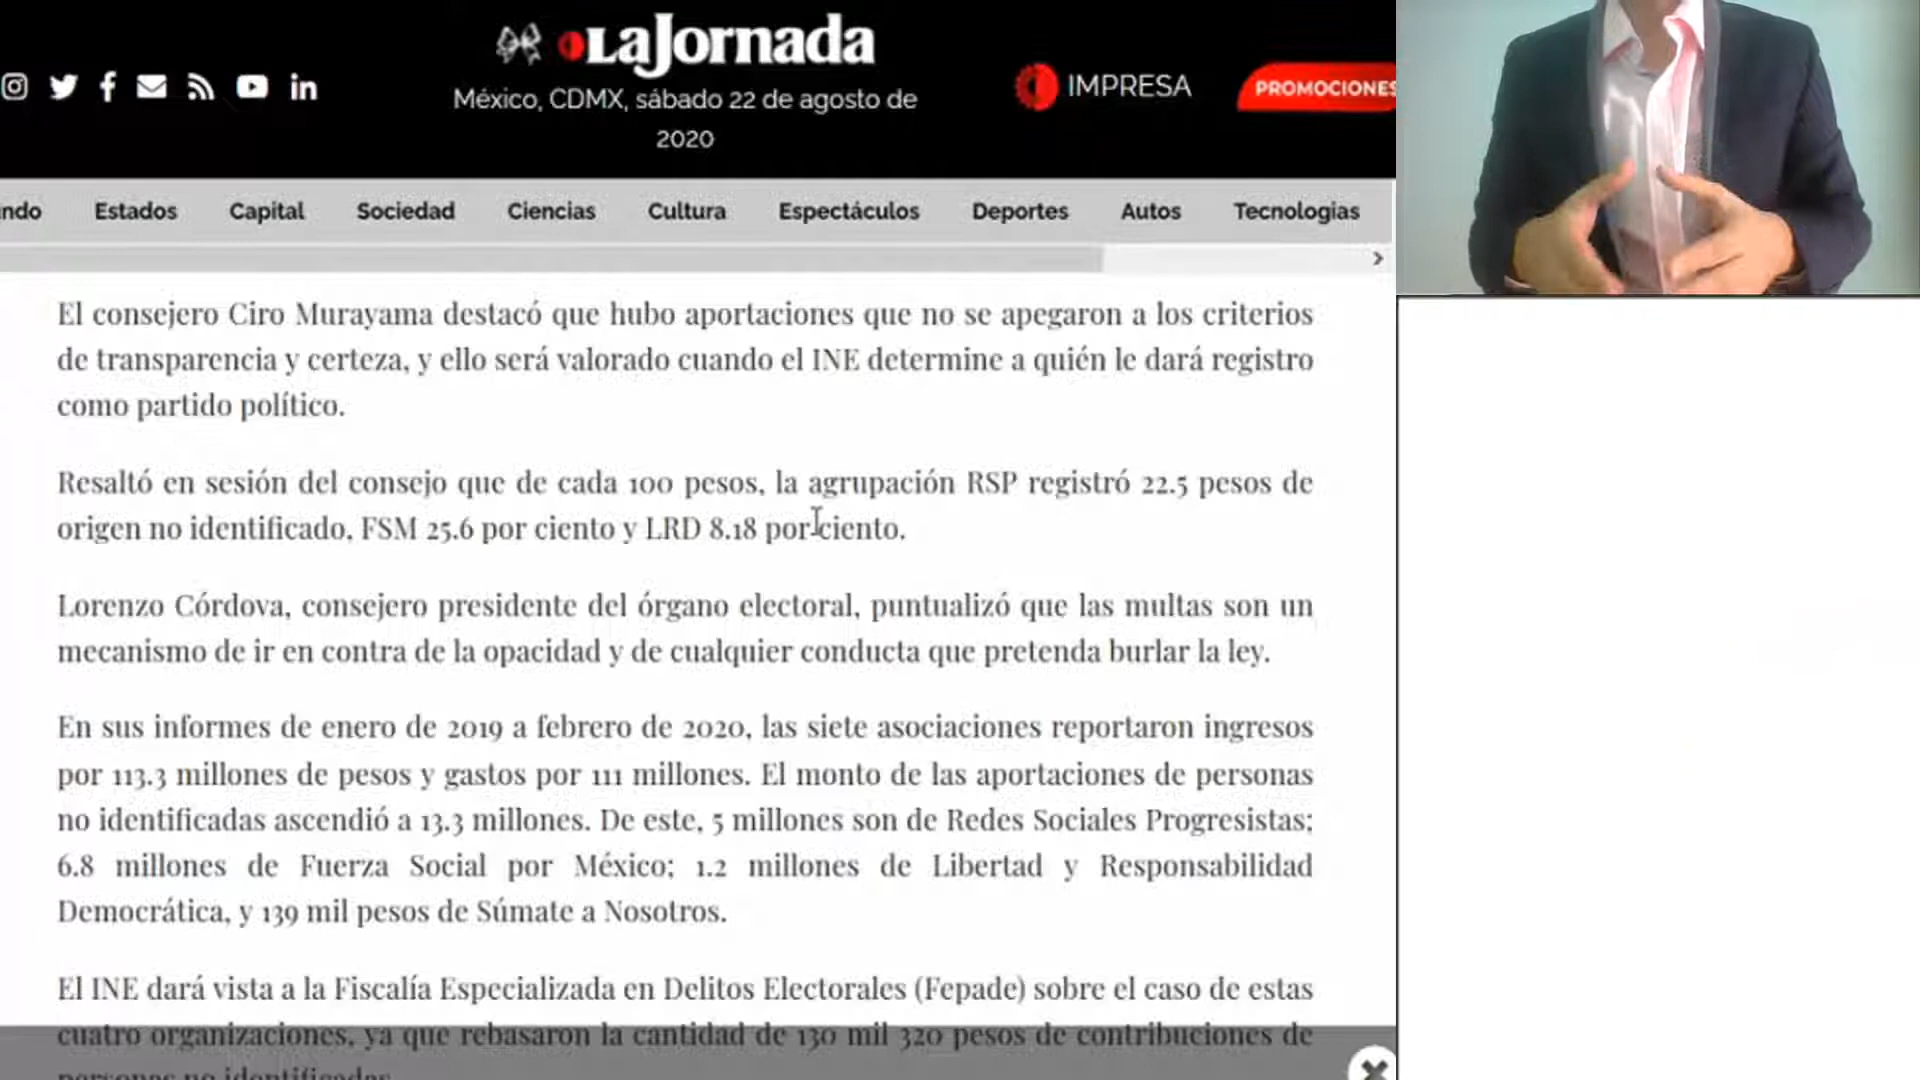 La Jornada
México, CDMX, sábado 22 de agosto de
2020
IMPRESA
PROMOCIONES
Estados Capital Sociedad Ciencias Cultura Espectáculos Deportes Autos Tecnologias
El consejero Ciro Murayama destacó que hubo aportaciones que no se apegaron a los criterios
de transparencia y certeza, y ello será valorado cuando el INE determine a quién le dará registro
como partido político.
Resaltó en sesión del consejo que de cada 100 pesos, la agrupación RSP registró 22.5 pesos de
origen no identificado, FSM 25.6 por ciento y LRD 8.18 por ciento.
Lorenzo Córdova, consejero presidente del órgano electoral, puntualizó que las multas son un
mecanismo de ir en contra de la opacidad y de cualquier conducta que pretenda burlar la ley.
En sus informes de enero de 2019 a febrero de 2020, las siete asociaciones reportaron ingresos
por 113.3 millones de pesos y gastos por 111 millones. El monto de las aportaciones de personas
no identificadas ascendió a 13.3 millones. De este, 5 millones son de Redes Sociales Progresistas;
6.8 millones de Fuerza Social por México; 1.2 millones de Libertad y Responsabilidad
Democrática, y 139 mil pesos de Súmate a Nosotros.
El INE dará vista a la Fiscalía Especializada en Delitos Electorales (Fepade) sobre el caso de estas
cuatro organizaciones, ya que rebasaron la cantidad de 130 mil 320 pesos de contribuciones de
personas no identificadas